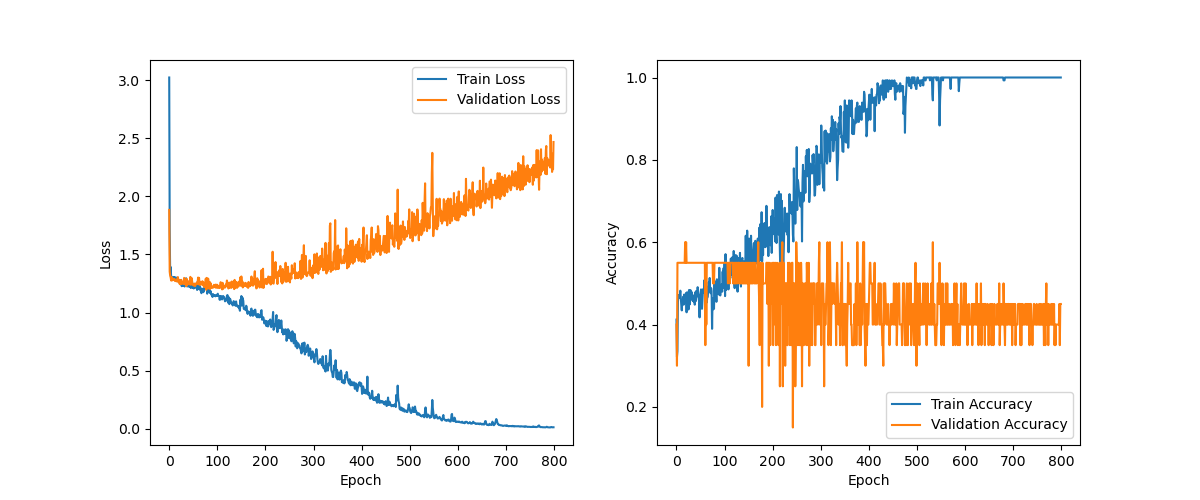 3.0
2.5
2.0
1.5
1.0
0.5
0.0
Loss
0 100 200 300 400 500 600 700 800
Epoch
Train Loss
Validation Loss
1.0
0.8
0.6
0.4
0.2
Accuracy
0 100 200 300 400 500 600 700 800
Epoch
Train Accuracy
Validation Accuracy